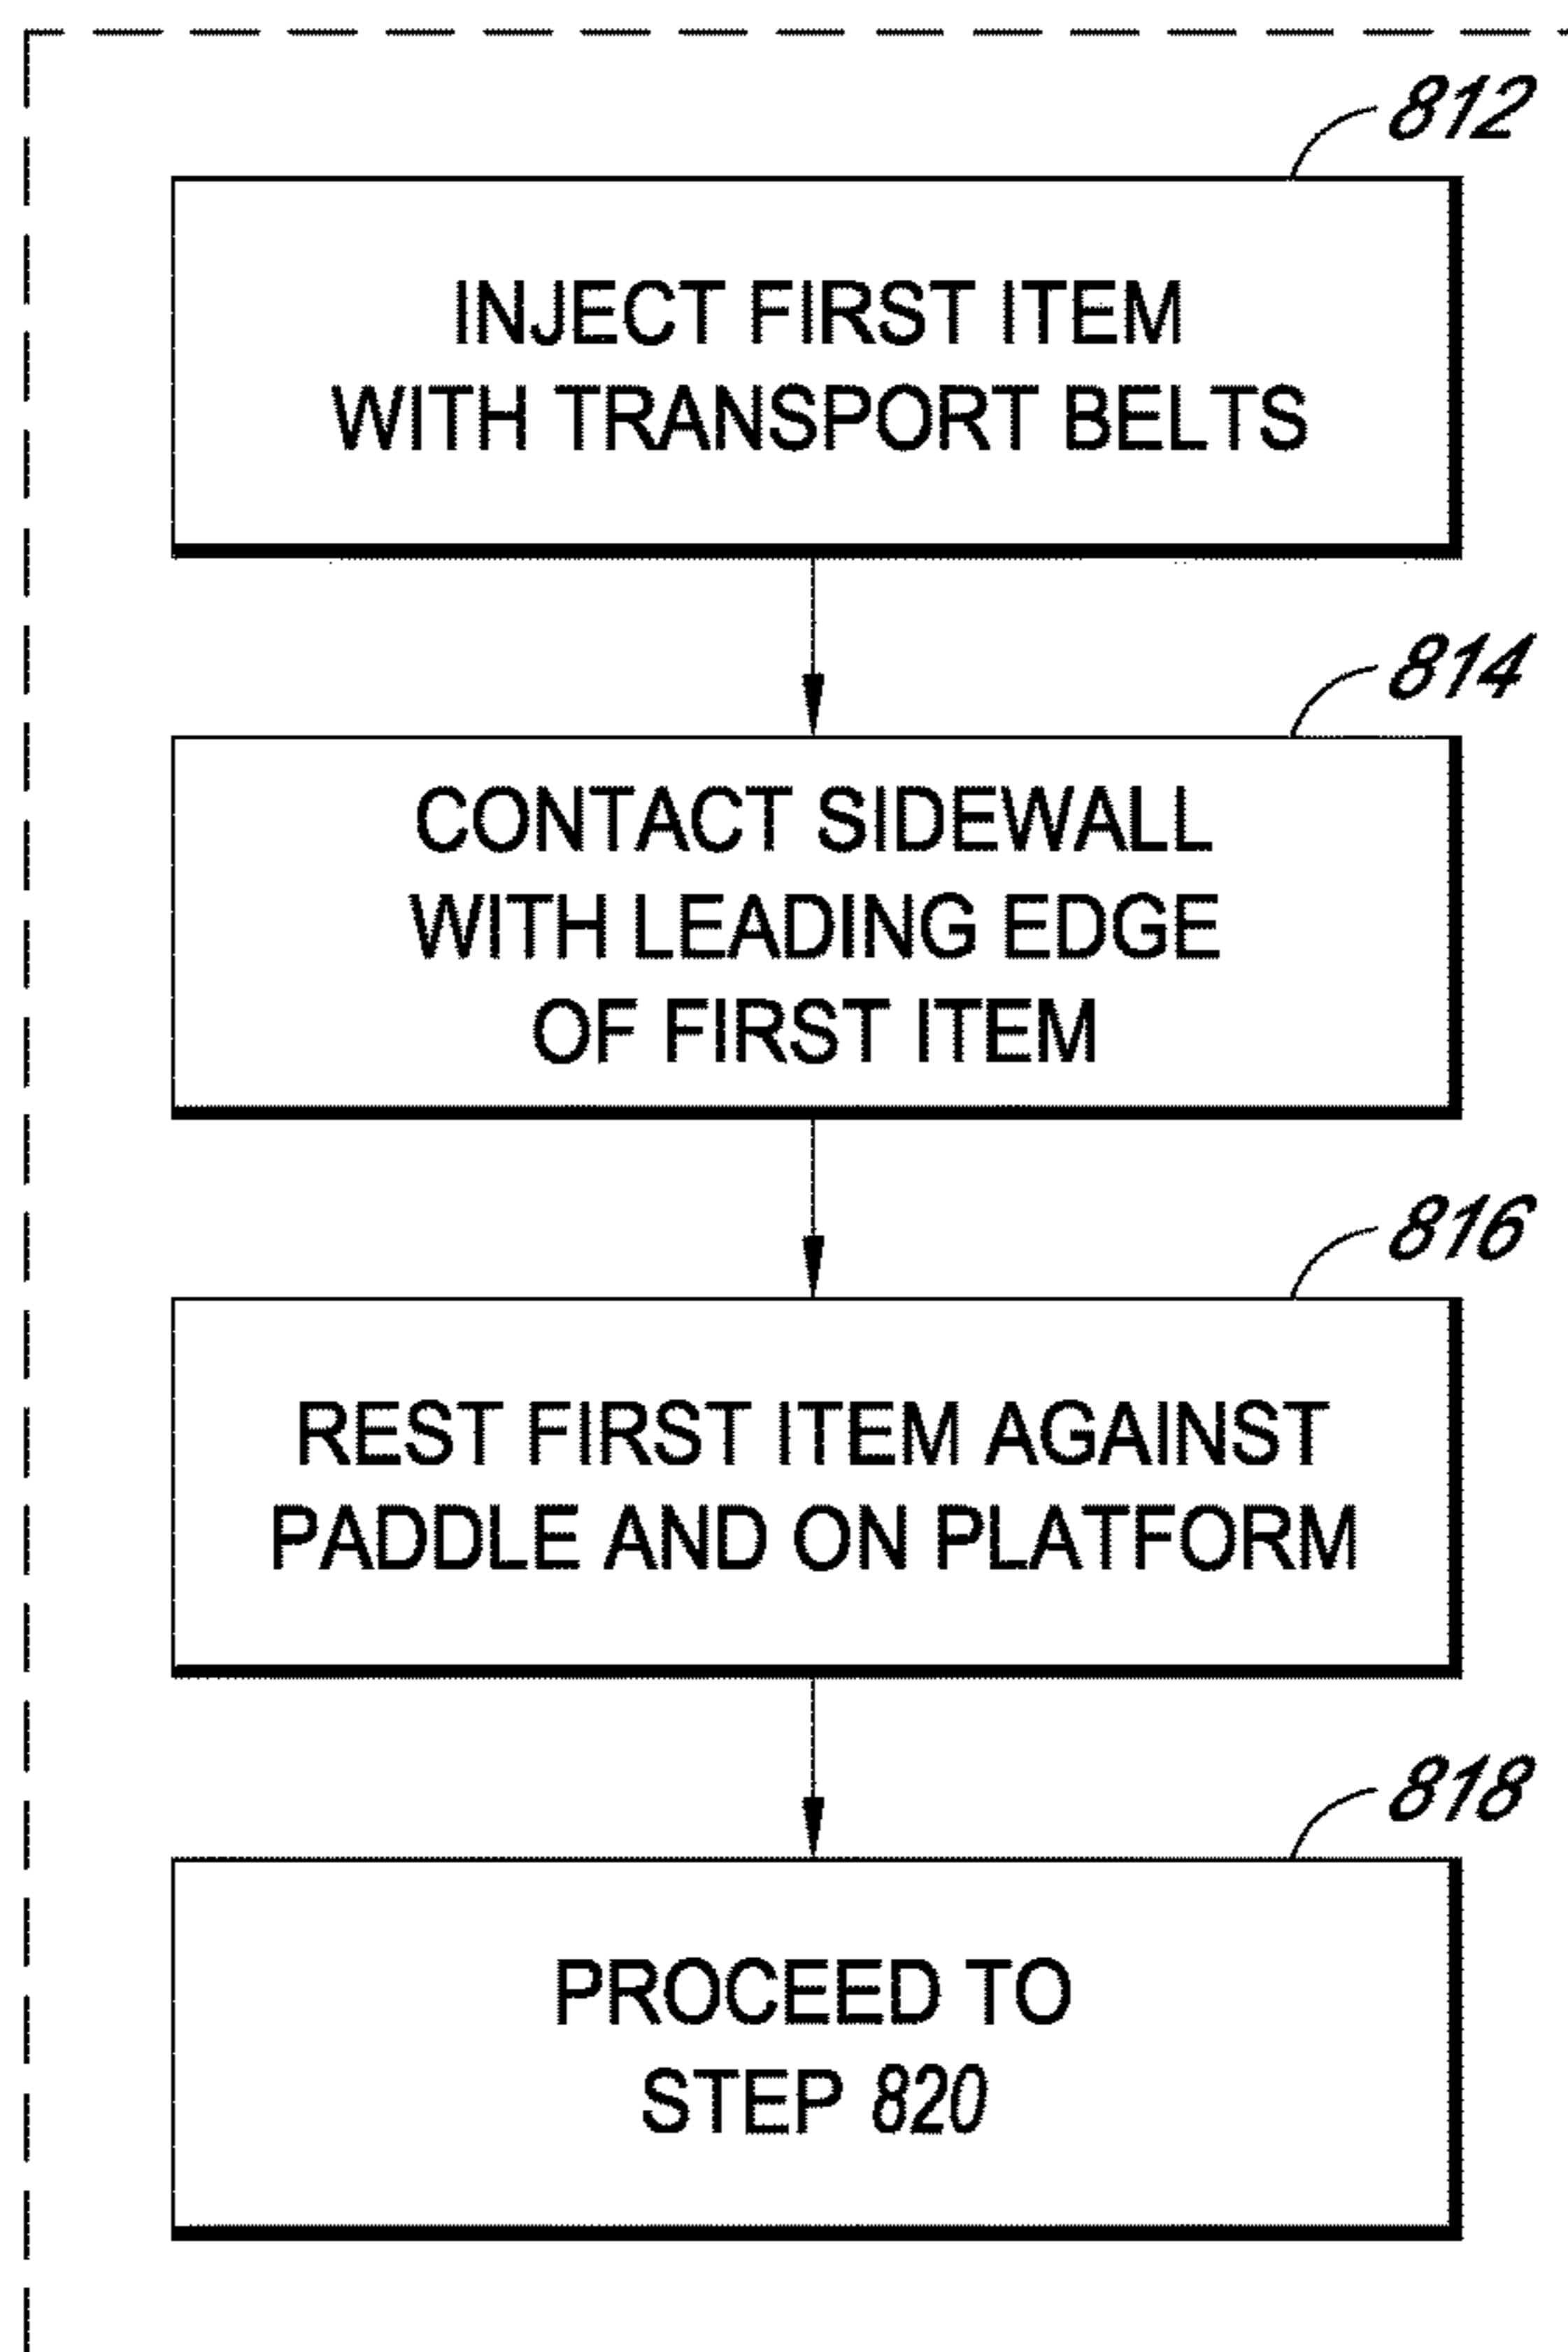 812
INJECT FIRST ITEM
WITH TRANSPORT BELTS
814
CONTACT SIDEWALL
WITH LEADING EDGE
OF FIRST ITEM
816
REST FIRST ITEM AGAINST
PADDLE AND ON PLATFORM
818
PROCEED TO
STEP 820